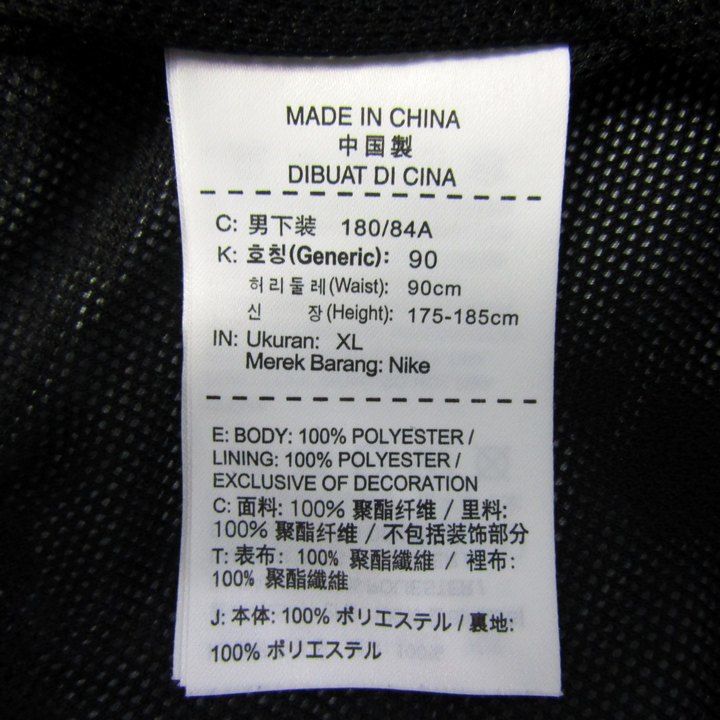 MADE IN CHINA
中国製
DIBUAT DI CINA
C: 男下装 180/84A
K: 호칭(Generic): 90
허리둘레(Waist): 90cm
신 장(Height): 175-185cm
IN: Ukuran: XL
Merek Barang: Nike
E: BODY: 100% POLYESTER /
LINING: 100% POLYESTER /
EXCLUSIVE OF DECORATION
C: 面料: 100% 聚酯纤维 / 里料:
100% 聚酯纤维 / 不包括装饰部分
T: 表布: 100% 聚酯纖維 / 裡布:
100% 聚酯纖維
J: 本体: 100% ポリエステル / 裏地:
100% ポリエステル